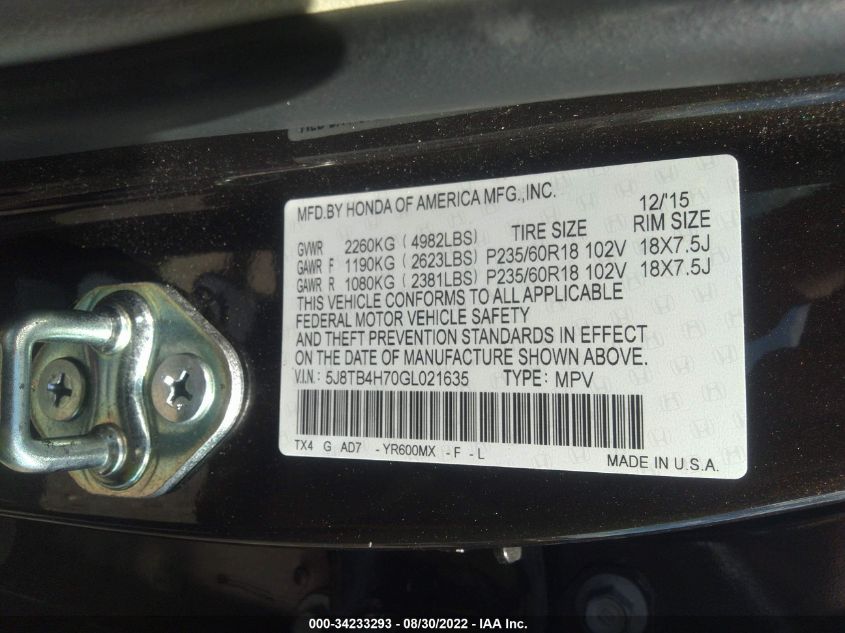 MFD.BY HONDA OF AMERICA MFG.,INC. 12/'15
TIRE SIZE RIM SIZE
GVWR 2260KG ( 4982LBS)
GAWR F 1190KG ( 2623LBS) P235/60R18 102V 18X7.5J
GAWR R 1080KG ( 2381LBS) P235/60R18 102V 18X7.5J
THIS VEHICLE CONFORMS TO ALL APPLICABLE
FEDERAL MOTOR VEHICLE SAFETY
AND THEFT PREVENTION STANDARDS IN EFFECT
ON THE DATE OF MANUFACTURE SHOWN ABOVE.
V.I.N.: 5J8TB4H70GL021635 TYPE: MPV
TX4 G AD7 -YR600MX -F -L
MADE IN U.S.A.
000-34233293 - 08/30/2022 - IAA Inc.